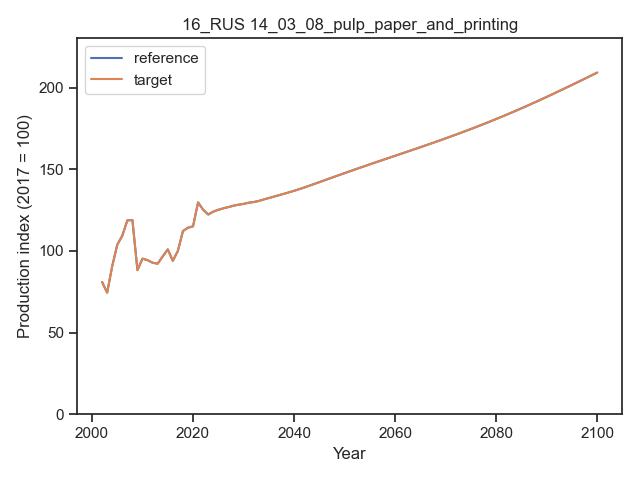 16_RUS 14_03_08_pulp_paper_and_printing
reference
target
Production index (2017 = 100)
200
150
100
50
0
2000 2020 2040 2060 2080 2100
Year